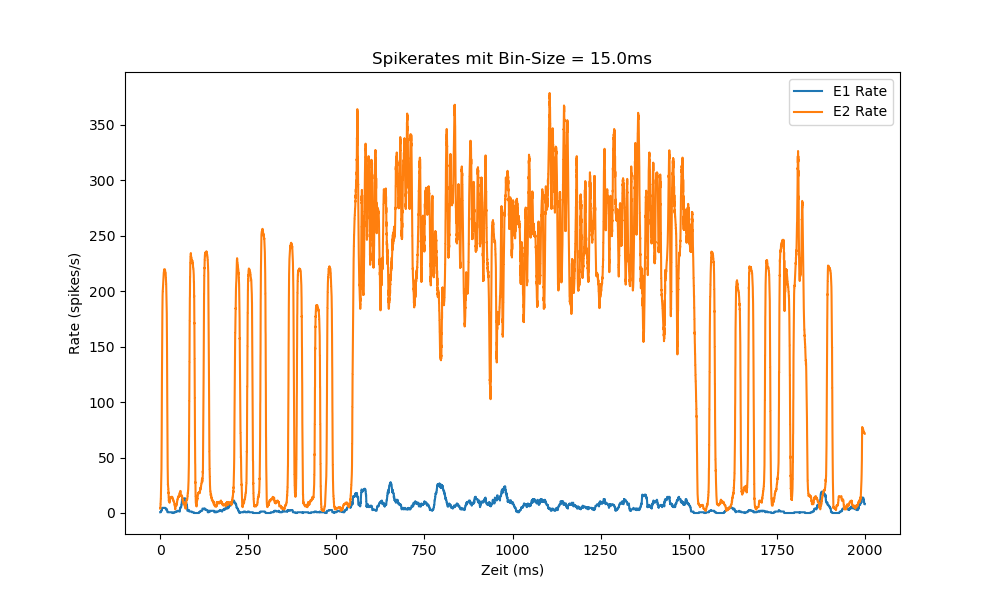 Spikerates mit Bin-Size = 15.0ms
E1 Rate
E2 Rate
350
300
250
200
150
100
50
0
Rate (spikes/s)
0 250 500 750 1000 1250 1500 1750 2000
Zeit (ms)